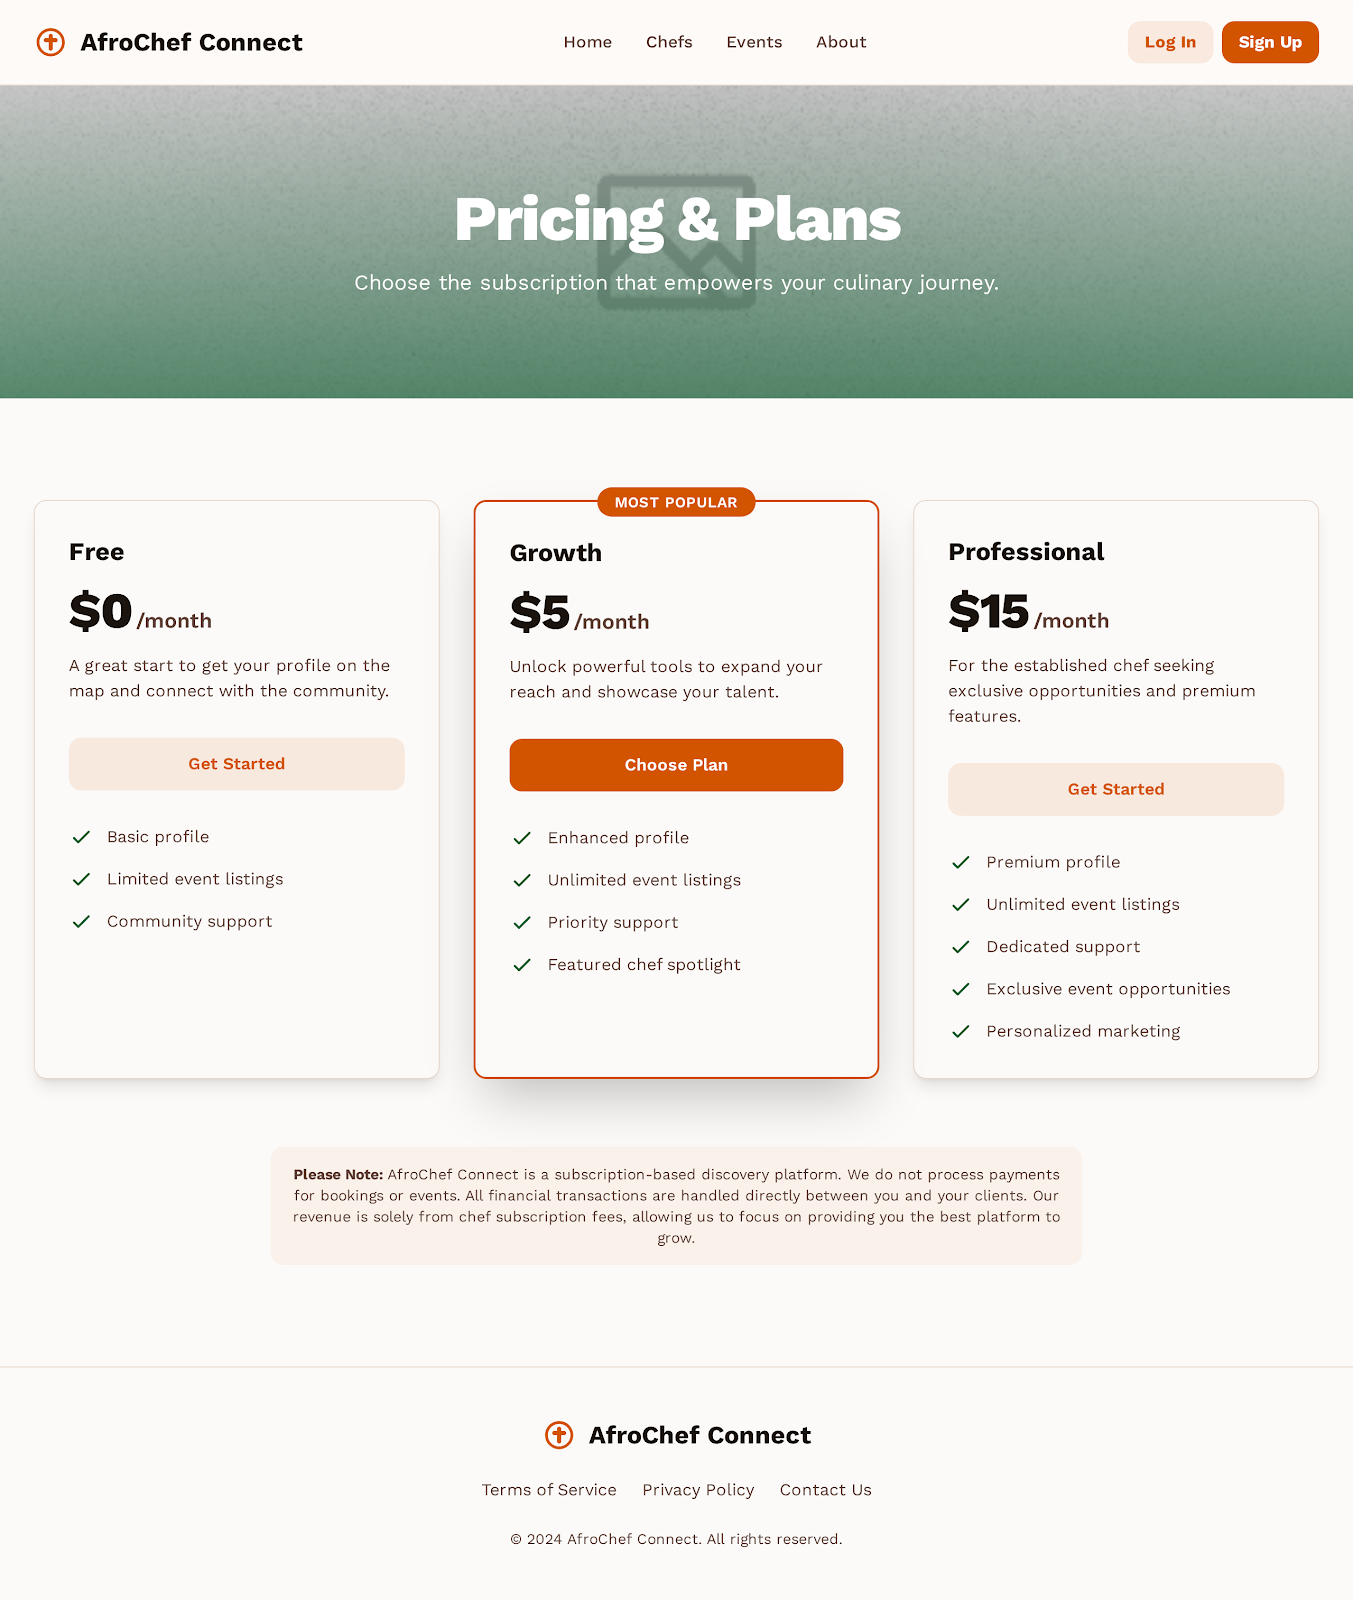 AfroChef Connect
Home
Chefs
Events
About
Log In
Sign Up
Pricing & Plans
Choose the subscription that empowers your culinary journey.
Free
$0/month
A great start to get your profile on the
map and connect with the community.
Get Started
Basic profile
Limited event listings
Community support
MOST POPULAR
Growth
$5/month
Unlock powerful tools to expand your
reach and showcase your talent.
Choose Plan
Enhanced profile
Unlimited event listings
Priority support
Featured chef spotlight
Professional
$15/month
For the established chef seeking
exclusive opportunities and premium
features.
Get Started
Premium profile
Unlimited event listings
Dedicated support
Exclusive event opportunities
Personalized marketing
Please Note: AfroChef Connect is a subscription-based discovery platform. We do not process payments
for bookings or events. All financial transactions are handled directly between you and your clients. Our
revenue is solely from chef subscription fees, allowing us to focus on providing you the best platform to
grow.
AfroChef Connect
Terms of Service
Privacy Policy
Contact Us
© 2024 AfroChef Connect. All rights reserved.